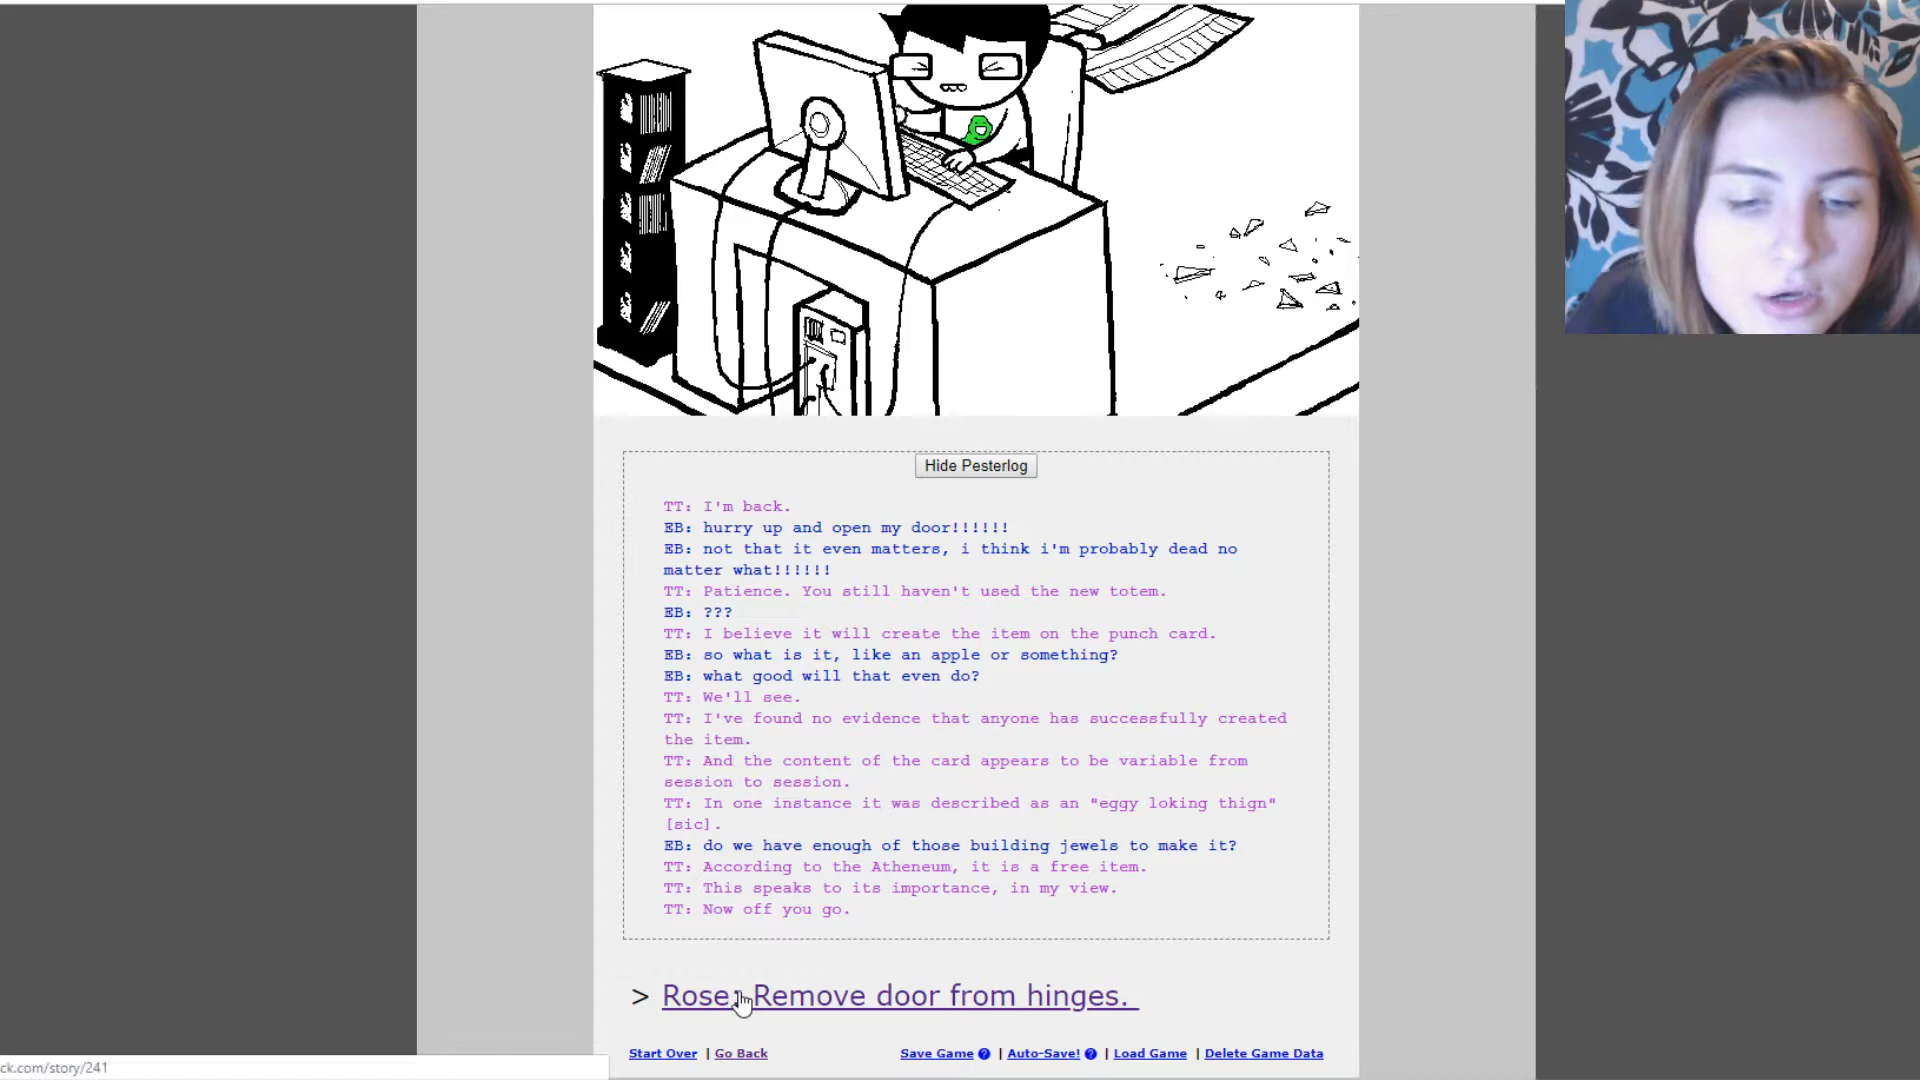 Hide Pesterlog
TT: I'm back.
EB: hurry up and open my door!!!!!!
EB: not that it even matters, i think i'm probably dead no
matter what!!!!!!
TT: Patience. You still haven't used the new totem.
EB: ???
TT: I believe it will create the item on the punch card.
EB: so what is it, like an apple or something?
EB: what good will that even do?
TT: We'll see.
TT: I've found no evidence that anyone has successfully created
the item.
TT: And the content of the card appears to be variable from
session to session.
TT: In one instance it was described as an "eggy loking thign"
[sic].
EB: do we have enough of those building jewels to make it?
TT: According to the Atheneum, it is a free item.
TT: This speaks to its importance, in my view.
TT: Now off you go.
> Rose: Remove door from hinges.
Start Over | Go Back Save Game ? | Auto-Save! ? | Load Game | Delete Game Data
ck.com/story/241